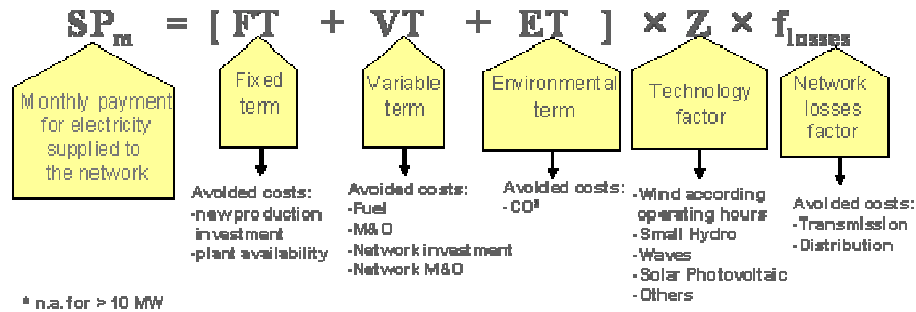 SPm = [ FT + VT + ET ] × Z × flosses
Monthly payment
for electricity
supplied to
the network
Fixed
term
Variable
term
Environmental
term
Technology
factor
Network
losses
factor
Avoided costs:
-new production
investment
-plant availability
Avoided costs:
-Fuel
-M&O
-Network investment
-Network M&O
Avoided costs:
-CO²
-Wind according
operating hours
-Small Hydro
-Waves
-Solar Photovoltaic
-Others
Avoided costs:
-Transmission
-Distribution
* n.a. for > 10 MW